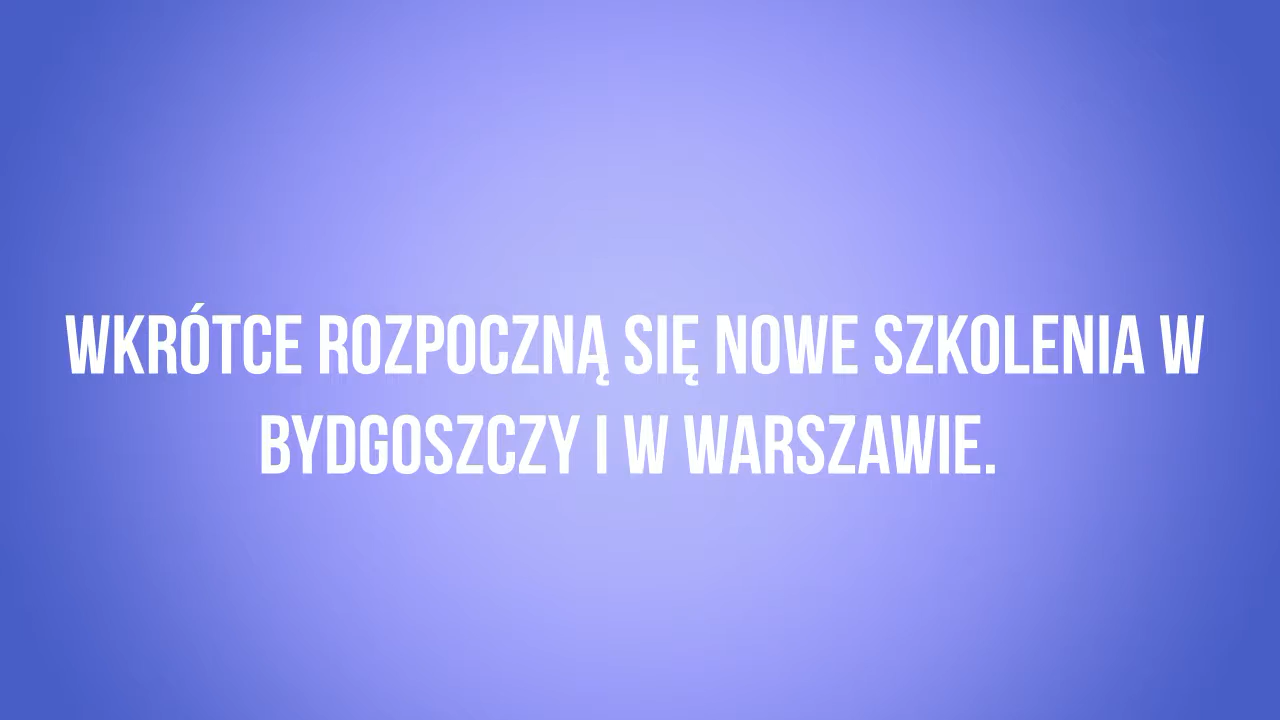 WKRÓTCE ROZPOCZNĄ SIĘ NOWE SZKOLENIA W
BYDGOSZCZY I W WARSZAWIE.